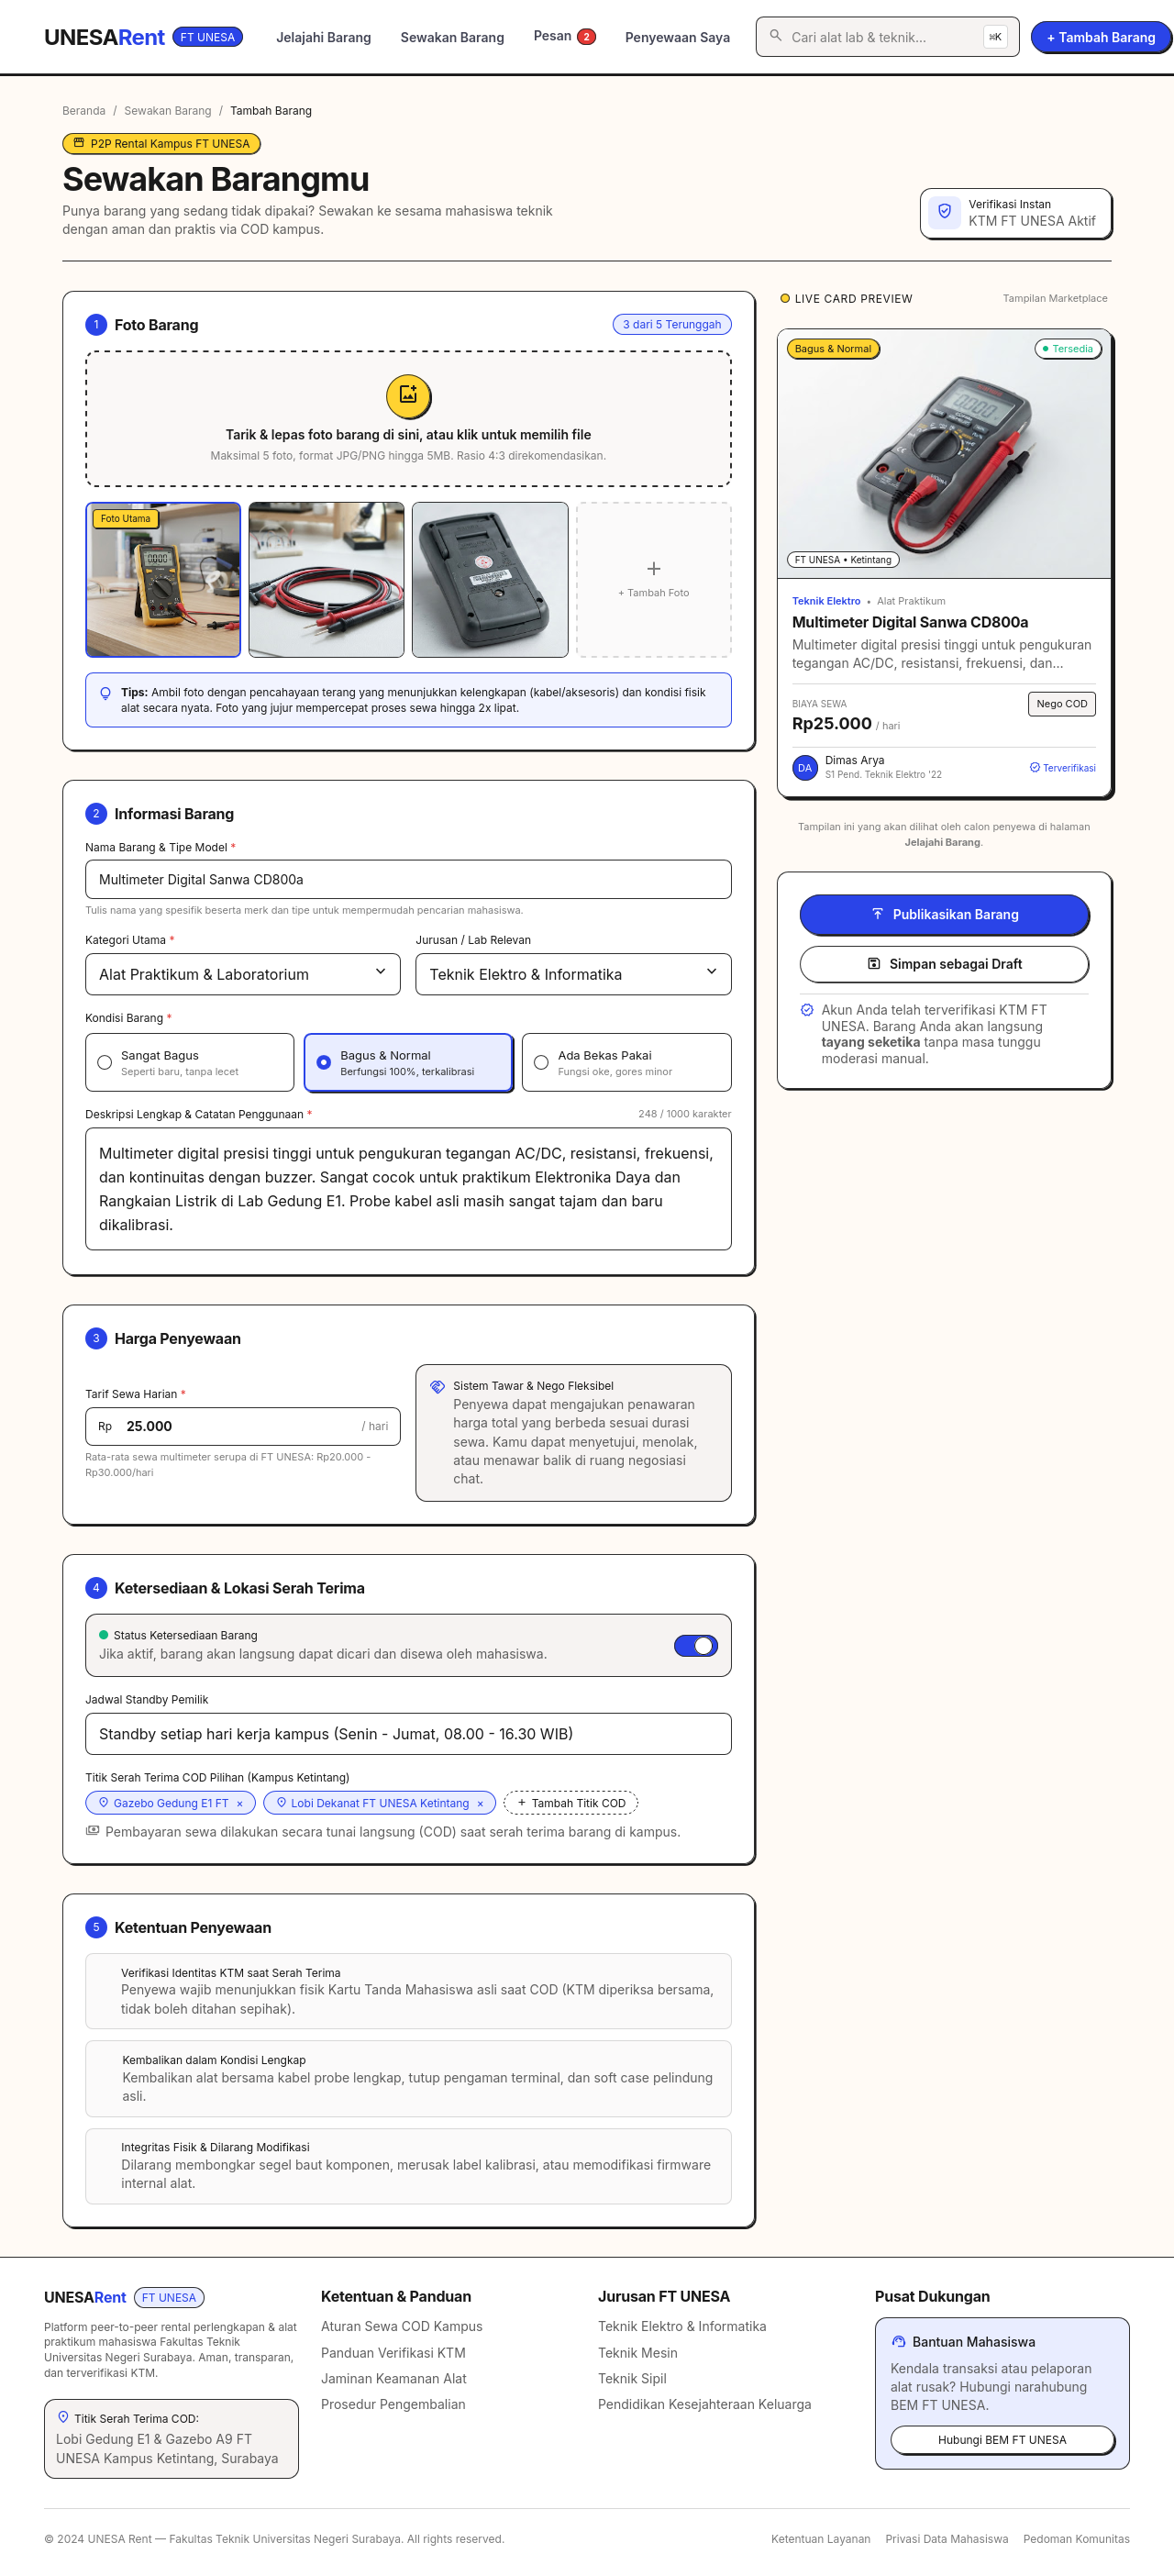 UNESARent FT UNESA Jelajahi Barang Sewakan Barang Pesan 2 Penyewaan Saya Cari alat lab & teknik... ⌘K + Tambah Barang
Beranda / Sewakan Barang / Tambah Barang
P2P Rental Kampus FT UNESA
Sewakan Barangmu
Punya barang yang sedang tidak dipakai? Sewakan ke sesama mahasiswa teknik
dengan aman dan praktis via COD kampus.
Verifikasi Instan
KTM FT UNESA Aktif
1 Foto Barang 3 dari 5 Terunggah
Tarik & lepas foto barang di sini, atau klik untuk memilih file
Maksimal 5 foto, format JPG/PNG hingga 5MB. Rasio 4:3 direkomendasikan.
Foto Utama
+ Tambah Foto
Tips: Ambil foto dengan pencahayaan terang yang menunjukkan kelengkapan (kabel/aksesoris) dan kondisi fisik
alat secara nyata. Foto yang jujur mempercepat proses sewa hingga 2x lipat.
LIVE CARD PREVIEW Tampilan Marketplace
Bagus & Normal Tersedia
FT UNESA • Ketintang
Teknik Elektro • Alat Praktikum
Multimeter Digital Sanwa CD800a
Multimeter digital presisi tinggi untuk pengukuran
tegangan AC/DC, resistansi, frekuensi, dan...
BIAYA SEWA
Rp25.000 / hari
Nego COD
DA Dimas Arya
S1 Pend. Teknik Elektro '22
Terverifikasi
Tampilan ini yang akan dilihat oleh calon penyewa di halaman
Jelajahi Barang.
Publikasikan Barang
Simpan sebagai Draft
Akun Anda telah terverifikasi KTM FT
UNESA. Barang Anda akan langsung
tayang seketika tanpa masa tunggu
moderasi manual.
2 Informasi Barang
Nama Barang & Tipe Model *
Multimeter Digital Sanwa CD800a
Tulis nama yang spesifik beserta merk dan tipe untuk mempermudah pencarian mahasiswa.
Kategori Utama * Jurusan / Lab Relevan
Alat Praktikum & Laboratorium Teknik Elektro & Informatika
Kondisi Barang *
Sangat Bagus
Seperti baru, tanpa lecet
Bagus & Normal
Berfungsi 100%, terkalibrasi
Ada Bekas Pakai
Fungsi oke, gores minor
Deskripsi Lengkap & Catatan Penggunaan * 248 / 1000 karakter
Multimeter digital presisi tinggi untuk pengukuran tegangan AC/DC, resistansi, frekuensi,
dan kontinuitas dengan buzzer. Sangat cocok untuk praktikum Elektronika Daya dan
Rangkaian Listrik di Lab Gedung E1. Probe kabel asli masih sangat tajam dan baru
dikalibrasi.
3 Harga Penyewaan
Tarif Sewa Harian *
Rp 25.000 / hari
Rata-rata sewa multimeter serupa di FT UNESA: Rp20.000 -
Rp30.000/hari
Sistem Tawar & Nego Fleksibel
Penyewa dapat mengajukan penawaran
harga total yang berbeda sesuai durasi
sewa. Kamu dapat menyetujui, menolak,
atau menawar balik di ruang negosiasi
chat.
4 Ketersediaan & Lokasi Serah Terima
Status Ketersediaan Barang
Jika aktif, barang akan langsung dapat dicari dan disewa oleh mahasiswa.
Jadwal Standby Pemilik
Standby setiap hari kerja kampus (Senin - Jumat, 08.00 - 16.30 WIB)
Titik Serah Terima COD Pilihan (Kampus Ketintang)
Gazebo Gedung E1 FT × Lobi Dekanat FT UNESA Ketintang × + Tambah Titik COD
Pembayaran sewa dilakukan secara tunai langsung (COD) saat serah terima barang di kampus.
5 Ketentuan Penyewaan
Verifikasi Identitas KTM saat Serah Terima
Penyewa wajib menunjukkan fisik Kartu Tanda Mahasiswa asli saat COD (KTM diperiksa bersama,
tidak boleh ditahan sepihak).
Kembalikan dalam Kondisi Lengkap
Kembalikan alat bersama kabel probe lengkap, tutup pengaman terminal, dan soft case pelindung
asli.
Integritas Fisik & Dilarang Modifikasi
Dilarang membongkar segel baut komponen, merusak label kalibrasi, atau memodifikasi firmware
internal alat.
UNESARent FT UNESA
Platform peer-to-peer rental perlengkapan & alat
praktikum mahasiswa Fakultas Teknik
Universitas Negeri Surabaya. Aman, transparan,
dan terverifikasi KTM.
Titik Serah Terima COD:
Lobi Gedung E1 & Gazebo A9 FT
UNESA Kampus Ketintang, Surabaya
Ketentuan & Panduan
Aturan Sewa COD Kampus
Panduan Verifikasi KTM
Jaminan Keamanan Alat
Prosedur Pengembalian
Jurusan FT UNESA
Teknik Elektro & Informatika
Teknik Mesin
Teknik Sipil
Pendidikan Kesejahteraan Keluarga
Pusat Dukungan
Bantuan Mahasiswa
Kendala transaksi atau pelaporan
alat rusak? Hubungi narahubung
BEM FT UNESA.
Hubungi BEM FT UNESA
© 2024 UNESA Rent — Fakultas Teknik Universitas Negeri Surabaya. All rights reserved.
Ketentuan Layanan Privasi Data Mahasiswa Pedoman Komunitas